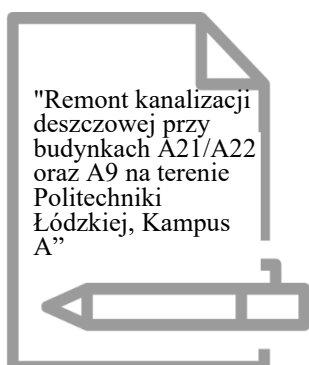 "Remont kanalizacji
deszczowej przy
budynkach A21/A22
oraz A9 na terenie
Politechniki
Łódzkiej, Kampus
A”